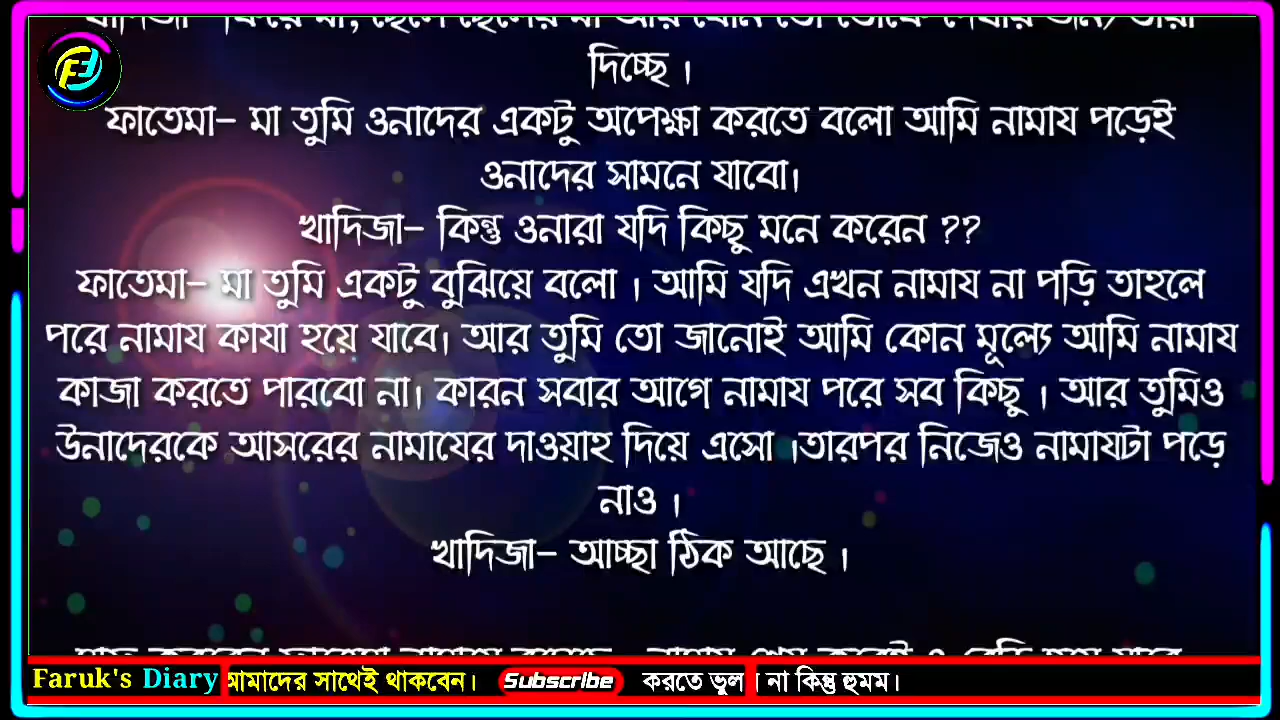 দিচ্ছে ।
ফাতেমা- মা তুমি ওনাদের একটু অপেক্ষা করতে বলো আমি নামায পড়েই
ওনাদের সামনে যাবো।
খাদিজা- কিন্তু ওনারা যদি কিছু মনে করেন ??
ফাতেমা- মা তুমি একটু বুঝিয়ে বলো । আমি যদি এখন নামায না পড়ি তাহলে
পরে নামায কাযা হয়ে যাবে। আর তুমি তো জানোই আমি কোন মূল্যে আমি নামায
কাজা করতে পারবো না। কারন সবার আগে নামায পরে সব কিছু । আর তুমিও
উনাদেরকে আসরের নামাযের দাওয়াহ দিয়ে এসো ।তারপর নিজেও নামাযটা পড়ে
নাও ।
খাদিজা- আচ্ছা ঠিক আছে ।
Faruk's Diary আমাদের সাথেই থাকবেন। Subscribe করতে ভুল না কিন্তু হুমম।